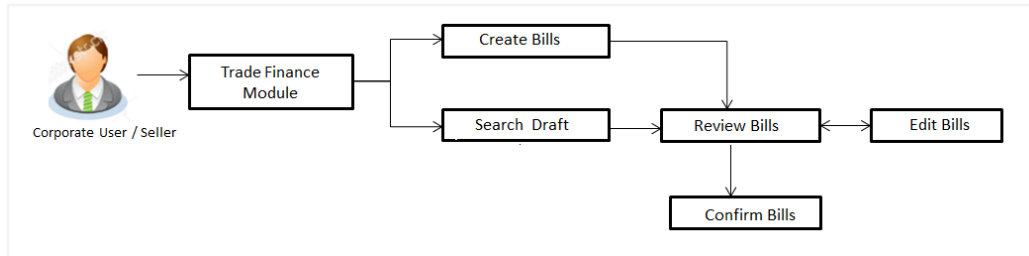 Corporate User / Seller
Trade Finance
Module
Create Bills
Search Draft
Review Bills
Edit Bills
Confirm Bills